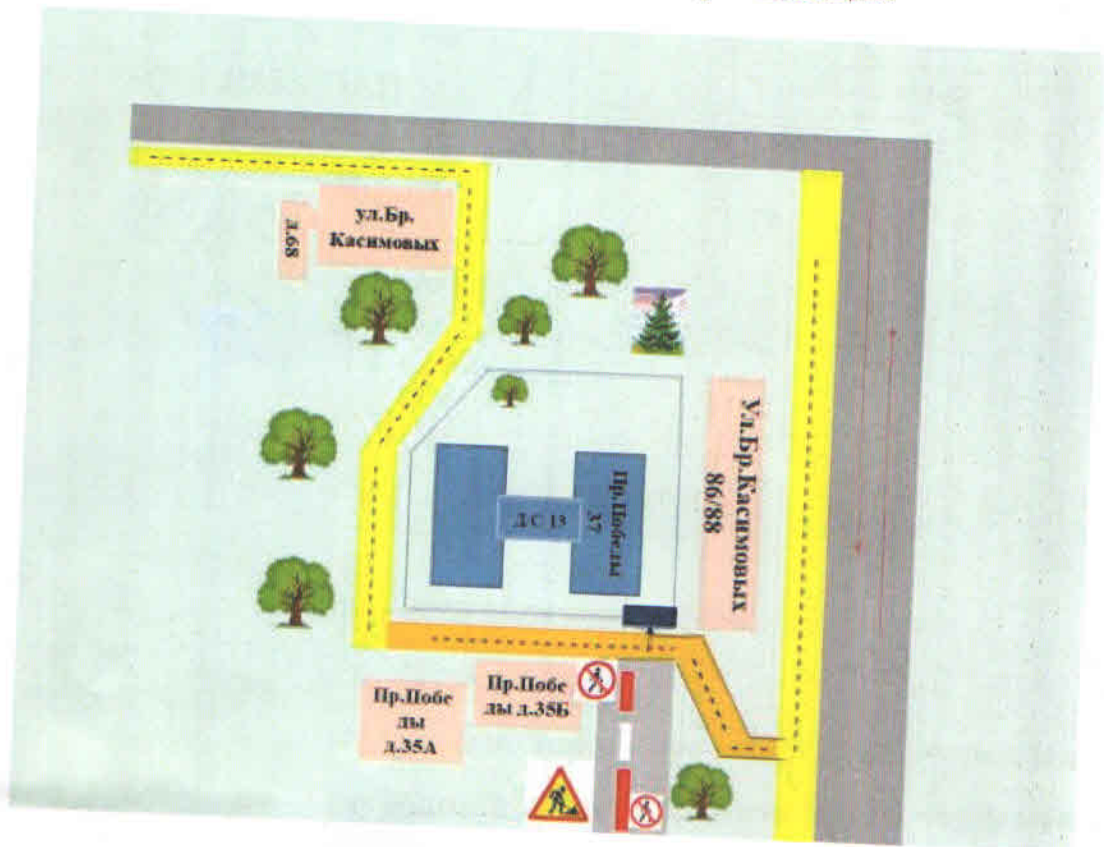 ул.Бр.
Касимовых
д.68
Ул.Бр.Касимовых
86/88
Пр.Победы
37
ДС 13
Пр.Побе
ды д.35Б
Пр.Побе
ды
д.35А